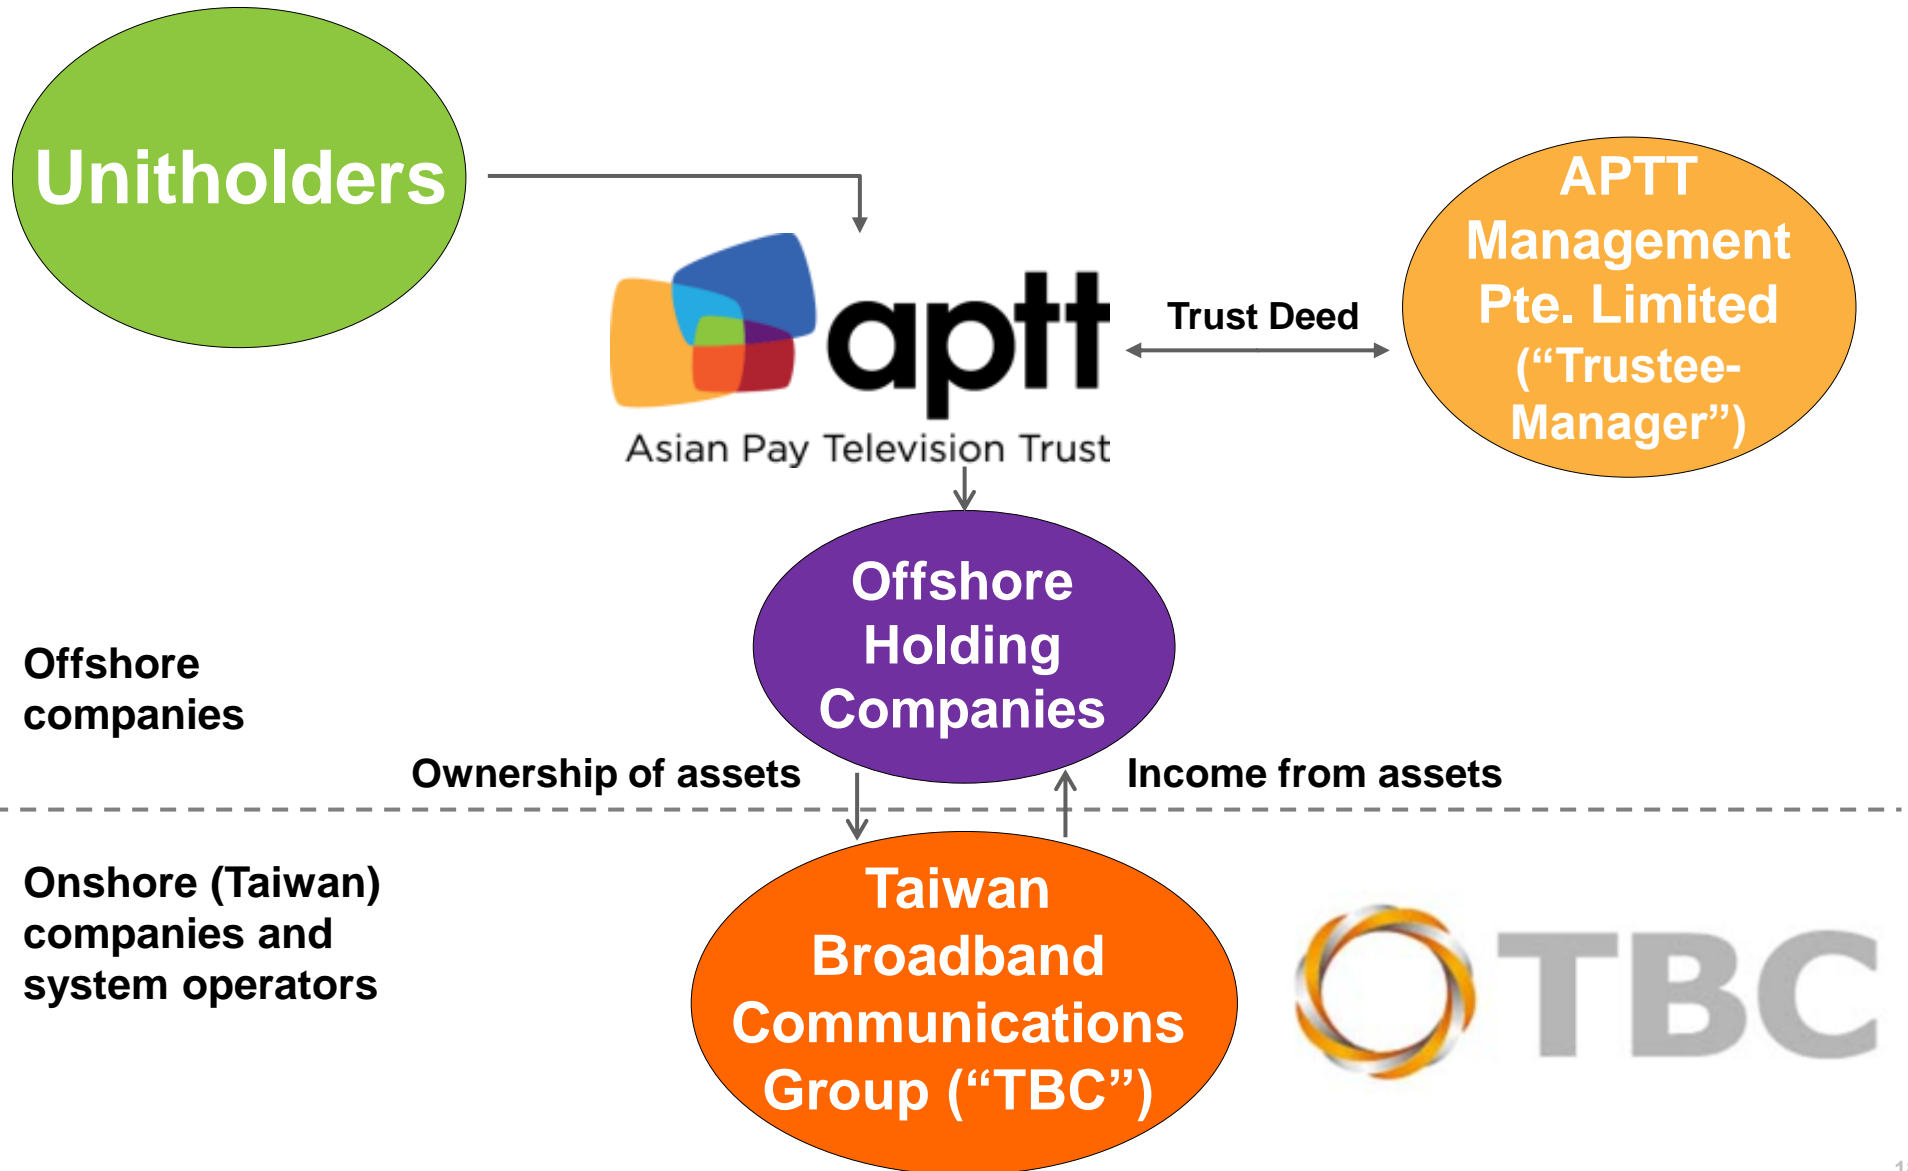 Unitholders
APTT
Management
Pte. Limited
(“Trustee-
Manager”)
aptt
Asian Pay Television Trust
Trust Deed
Offshore
Holding
Companies
Offshore
companies
Ownership of assets
Income from assets
Onshore (Taiwan)
companies and
system operators
Taiwan
Broadband
Communications
Group (“TBC”)
TBC